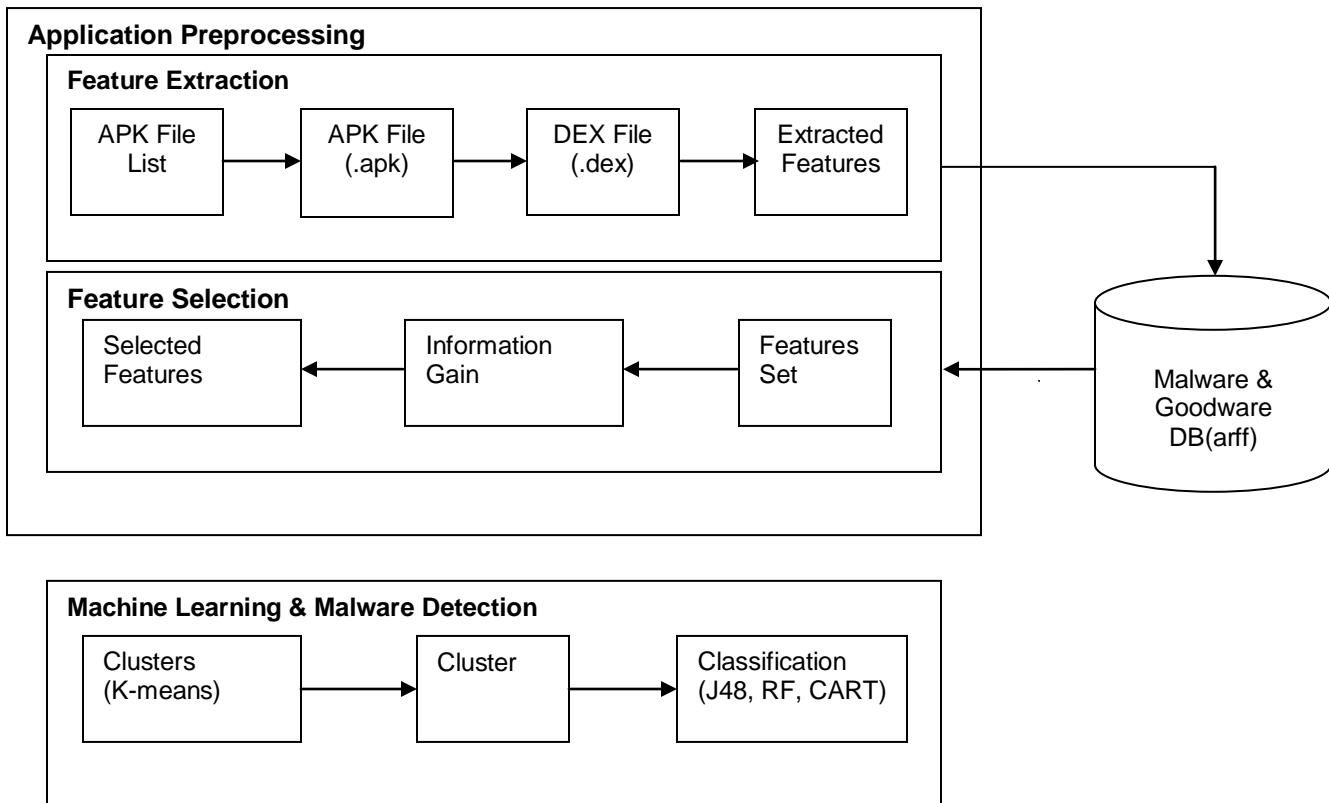 Application Preprocessing
Feature Extraction
APK File
List
APK File
(.apk)
DEX File
(.dex)
Extracted
Features
Feature Selection
Selected
Features
Information
Gain
Features
Set
Malware &
Goodware
DB(arff)
Machine Learning & Malware Detection
Clusters
(K-means)
Cluster
Classification
(J48, RF, CART)